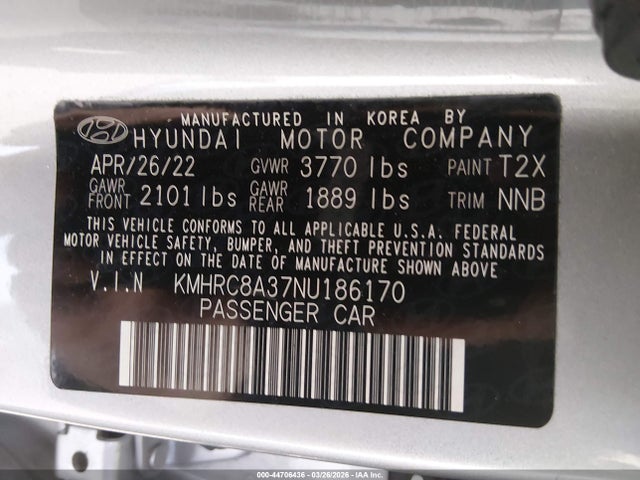 MANUFACTURED IN KOREA BY
HYUNDAI MOTOR COMPANY
APR/26/22 GVWR 3770 lbs PAINT T2X
GAWR FRONT 2101 lbs GAWR REAR 1889 lbs TRIM NNB
THIS VEHICLE CONFORMS TO ALL APPLICABLE U.S.A. FEDERAL
MOTOR VEHICLE SAFETY, BUMPER, AND THEFT PREVENTION STANDARDS
IN EFFECT ON THE DATE OF MANUFACTURE SHOWN ABOVE.
V.I.N KMHRC8A37NU186170
PASSENGER CAR
000-44706436 | 03/26/2026 | IAA, Inc.